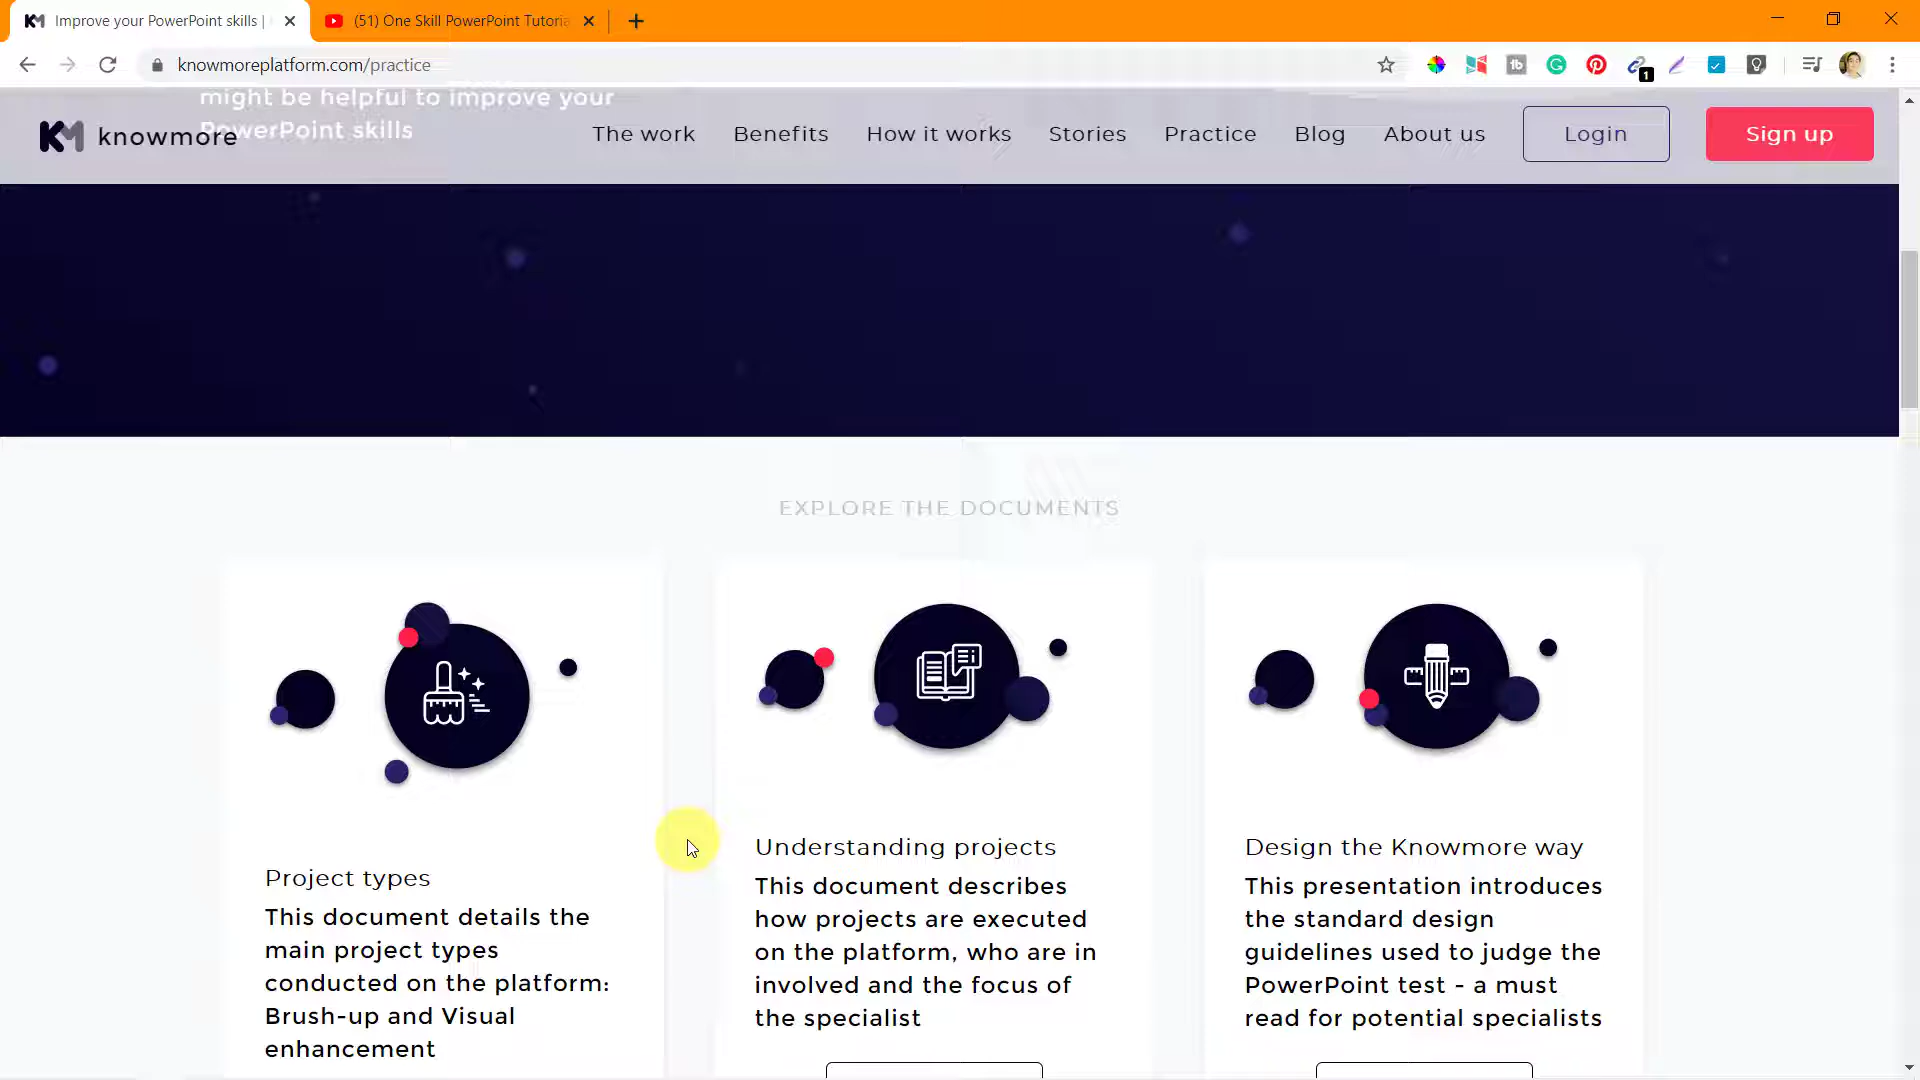 Improve your PowerPoint skills |
(51) One Skill PowerPoint Tutoria
knowmoreplatform.com/practice
1
might be helpful to improve your
PowerPoint skills
KM knowmore
The work
Benefits
How it works
Stories
Practice
Blog
About us
Login
Sign up
EXPLORE THE DOCUMENTS
Project types
This document details the
main project types
conducted on the platform:
Brush-up and Visual
enhancement
Understanding projects
This document describes
how projects are executed
on the platform, who are in
involved and the focus of
the specialist
Design the Knowmore way
This presentation introduces
the standard design
guidelines used to judge the
PowerPoint test - a must
read for potential specialists